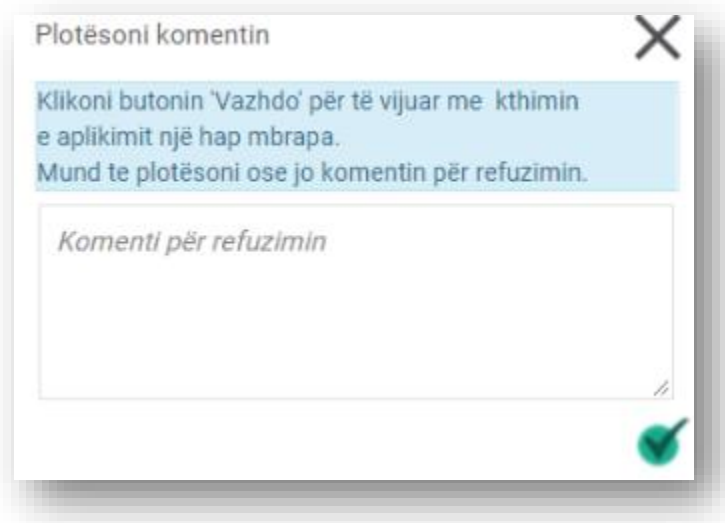 Plotësoni komentin
Klikoni butonin 'Vazhdo' për të vijuar me kthimin
e aplikimit një hap mbrapa.
Mund te plotësoni ose jo komentin për refuzimin.
Komenti për refuzimin